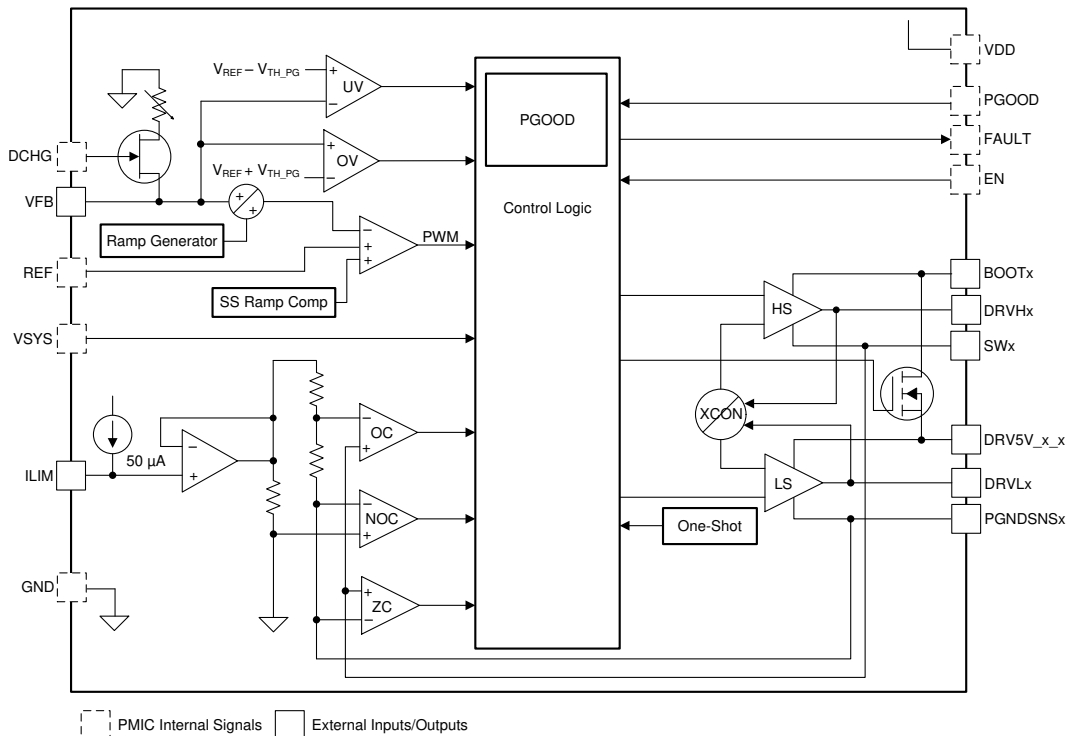 VDD
V_REF – V_TH_PG
+
–
UV
PGOOD
PGOOD
FAULT
DCHG
+
–
OV
V_REF + V_TH_PG
EN
VFB
+
+
Control Logic
Ramp Generator
–
+
+
PWM
REF
SS Ramp Comp
BOOTx
HS
DRVHx
VSYS
SWx
XCON
–
+
OC
DRV5V_x_x
50 µA
–
+
ILIM
LS
DRVLx
–
+
NOC
One-Shot
PGNDSNSx
GND
+
–
ZC
PMIC Internal Signals
External Inputs/Outputs